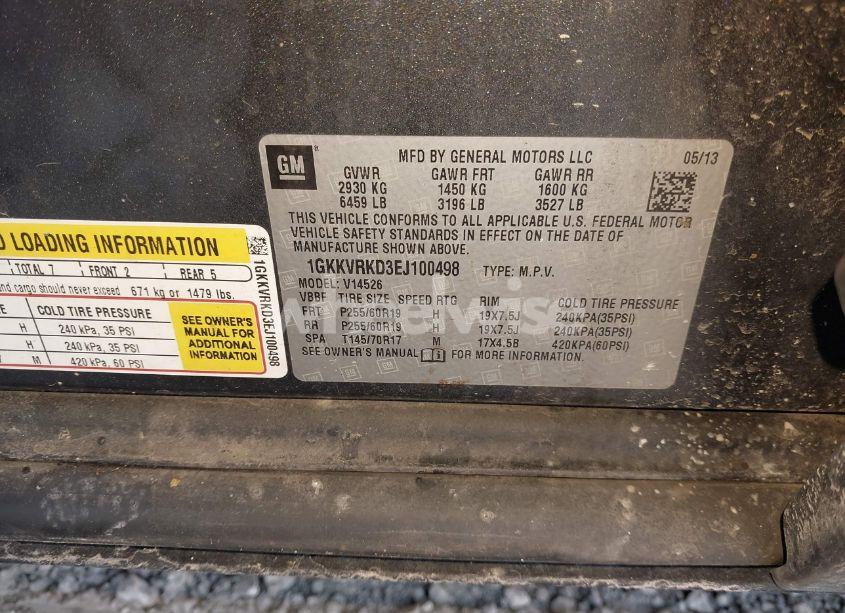 GM
MFD BY GENERAL MOTORS LLC 05/13
GVWR GAWR FRT GAWR RR
2930 KG 1450 KG 1600 KG
6459 LB 3196 LB 3527 LB
THIS VEHICLE CONFORMS TO ALL APPLICABLE U.S. FEDERAL MOTOR
VEHICLE SAFETY STANDARDS IN EFFECT ON THE DATE OF
MANUFACTURE SHOWN ABOVE.
1GKKVRKD3EJ100498 TYPE: M.P.V.
MODEL: V14526
VBBF TIRE SIZE SPEED RTG RIM COLD TIRE PRESSURE
FRT P255/60R19 H 19X7.5J 240KPA(35PSI)
RR P255/60R19 H 19X7.5J 240KPA(35PSI)
SPA T145/70R17 M 17X4.5B 420KPA(60PSI)
SEE OWNER'S MANUAL FOR MORE INFORMATION.
LOADING INFORMATION
TOTAL 7 FRONT 2 REAR 5
and cargo should never exceed 671 kg or 1479 lbs.
COLD TIRE PRESSURE
H 240 kPa, 35 PSI
H 240 kPa, 35 PSI
M 420 kPa, 60 PSI
SEE OWNER'S
MANUAL FOR
ADDITIONAL
INFORMATION
1GKKVRKD3EJ100498